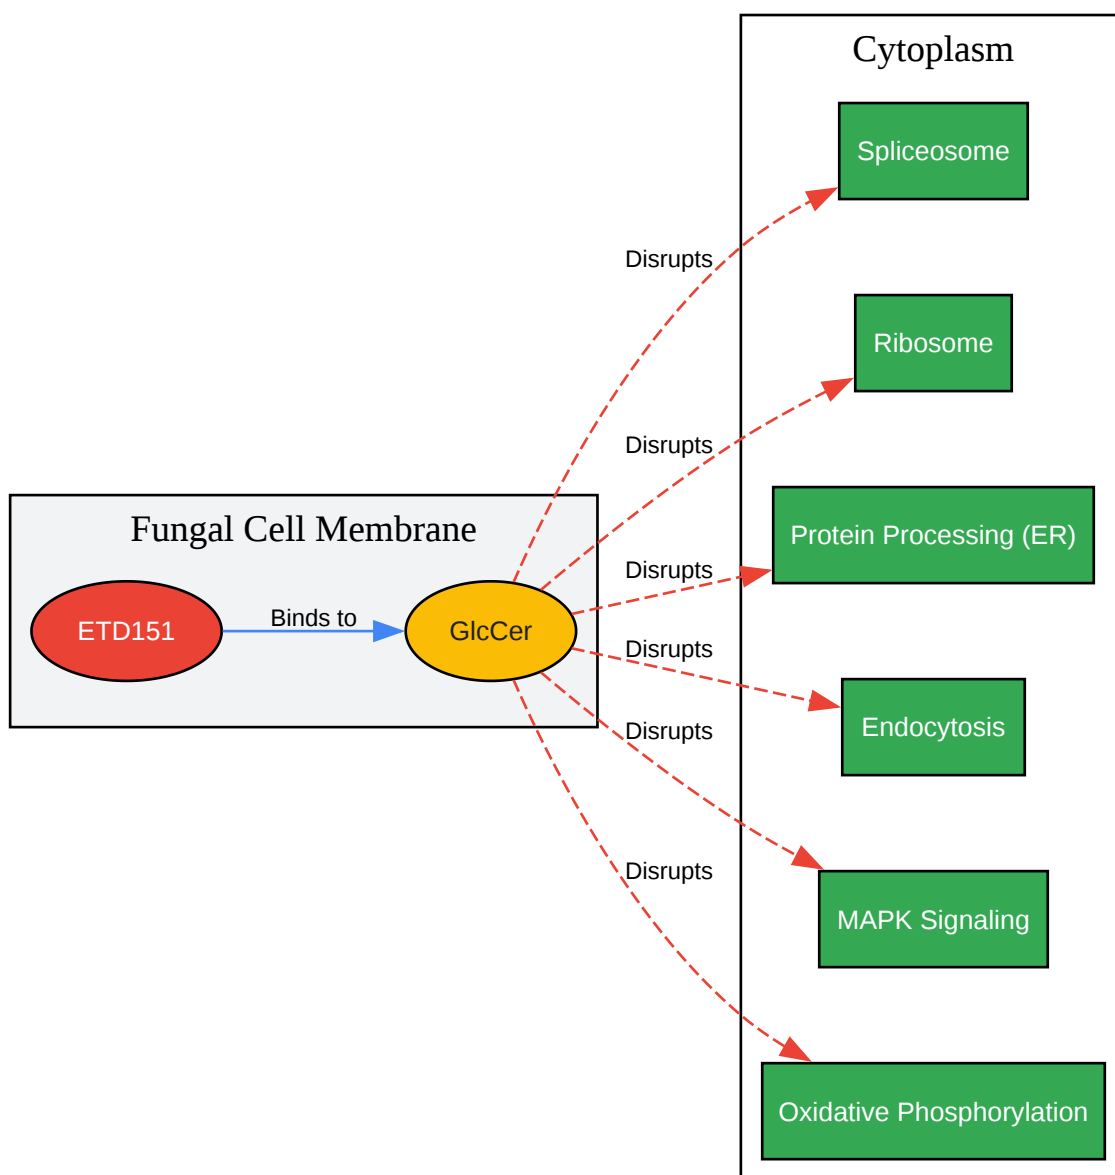 Cytoplasm
Spliceosome
Disrupts
Ribosome
Disrupts
Fungal Cell Membrane
Protein Processing (ER)
Disrupts
ETD151
Binds to
GlcCer
Disrupts
Endocytosis
Disrupts
MAPK Signaling
Disrupts
Oxidative Phosphorylation